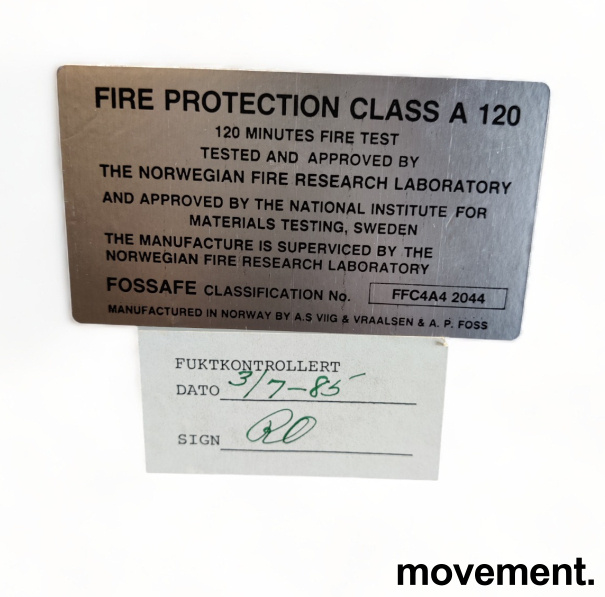 FIRE PROTECTION CLASS A 120
120 MINUTES FIRE TEST
TESTED AND APPROVED BY
THE NORWEGIAN FIRE RESEARCH LABORATORY
AND APPROVED BY THE NATIONAL INSTITUTE FOR
MATERIALS TESTING, SWEDEN
THE MANUFACTURE IS SUPERVICED BY THE
NORWEGIAN FIRE RESEARCH LABORATORY
FOSSAFE CLASSIFICATION No. FFC4A4 2044
MANUFACTURED IN NORWAY BY A.S VIIG & VRAALSEN & A. P. FOSS
FUKTKONTROLLERT
DATO 3/7-85
SIGN RO
movement.